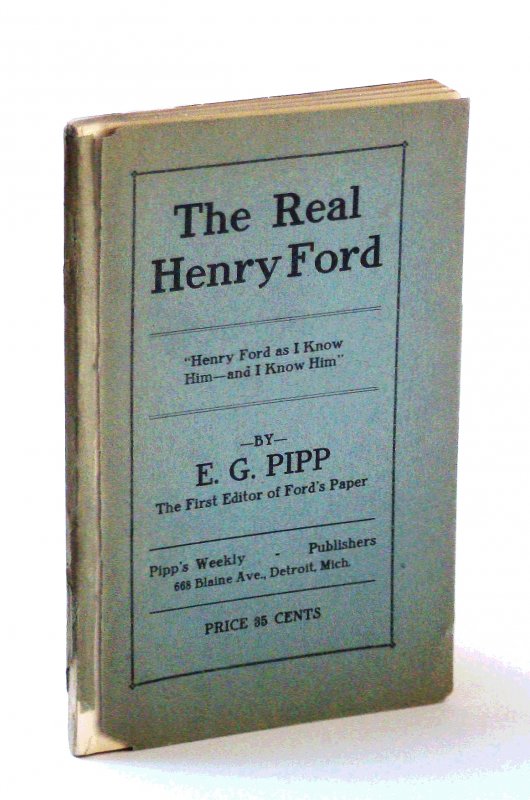 The Real
Henry Ford
"Henry Ford as I Know
Him—and I Know Him"
—BY—
E. G. PIPP
The First Editor of Ford's Paper
Pipp's Weekly - Publishers
668 Blaine Ave., Detroit, Mich.
PRICE 35 CENTS